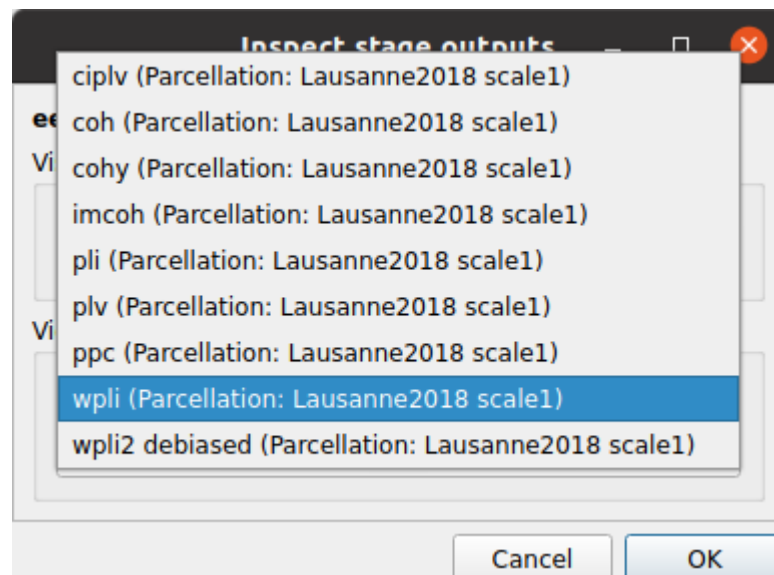 Inspect stage outputs
ciplv (Parcellation: Lausanne2018 scale1)
coh (Parcellation: Lausanne2018 scale1)
cohy (Parcellation: Lausanne2018 scale1)
imcoh (Parcellation: Lausanne2018 scale1)
pli (Parcellation: Lausanne2018 scale1)
plv (Parcellation: Lausanne2018 scale1)
ppc (Parcellation: Lausanne2018 scale1)
wpli (Parcellation: Lausanne2018 scale1)
wpli2 debiased (Parcellation: Lausanne2018 scale1)
Cancel OK